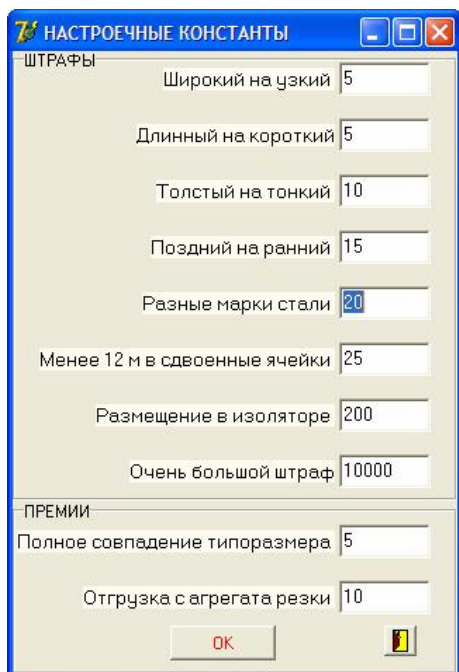 НАСТРОЕЧНЫЕ КОНСТАНТЫ
ШТРАФЫ
Широкий на узкий 5
Длинный на короткий 5
Толстый на тонкий 10
Поздний на ранний 15
Разные марки стали 20
Менее 12 м в сдвоенные ячейки 25
Размещение в изоляторе 200
Очень большой штраф 10000
ПРЕМИИ
Полное совпадение типоразмера 5
Отгрузка с агрегата резки 10
OK